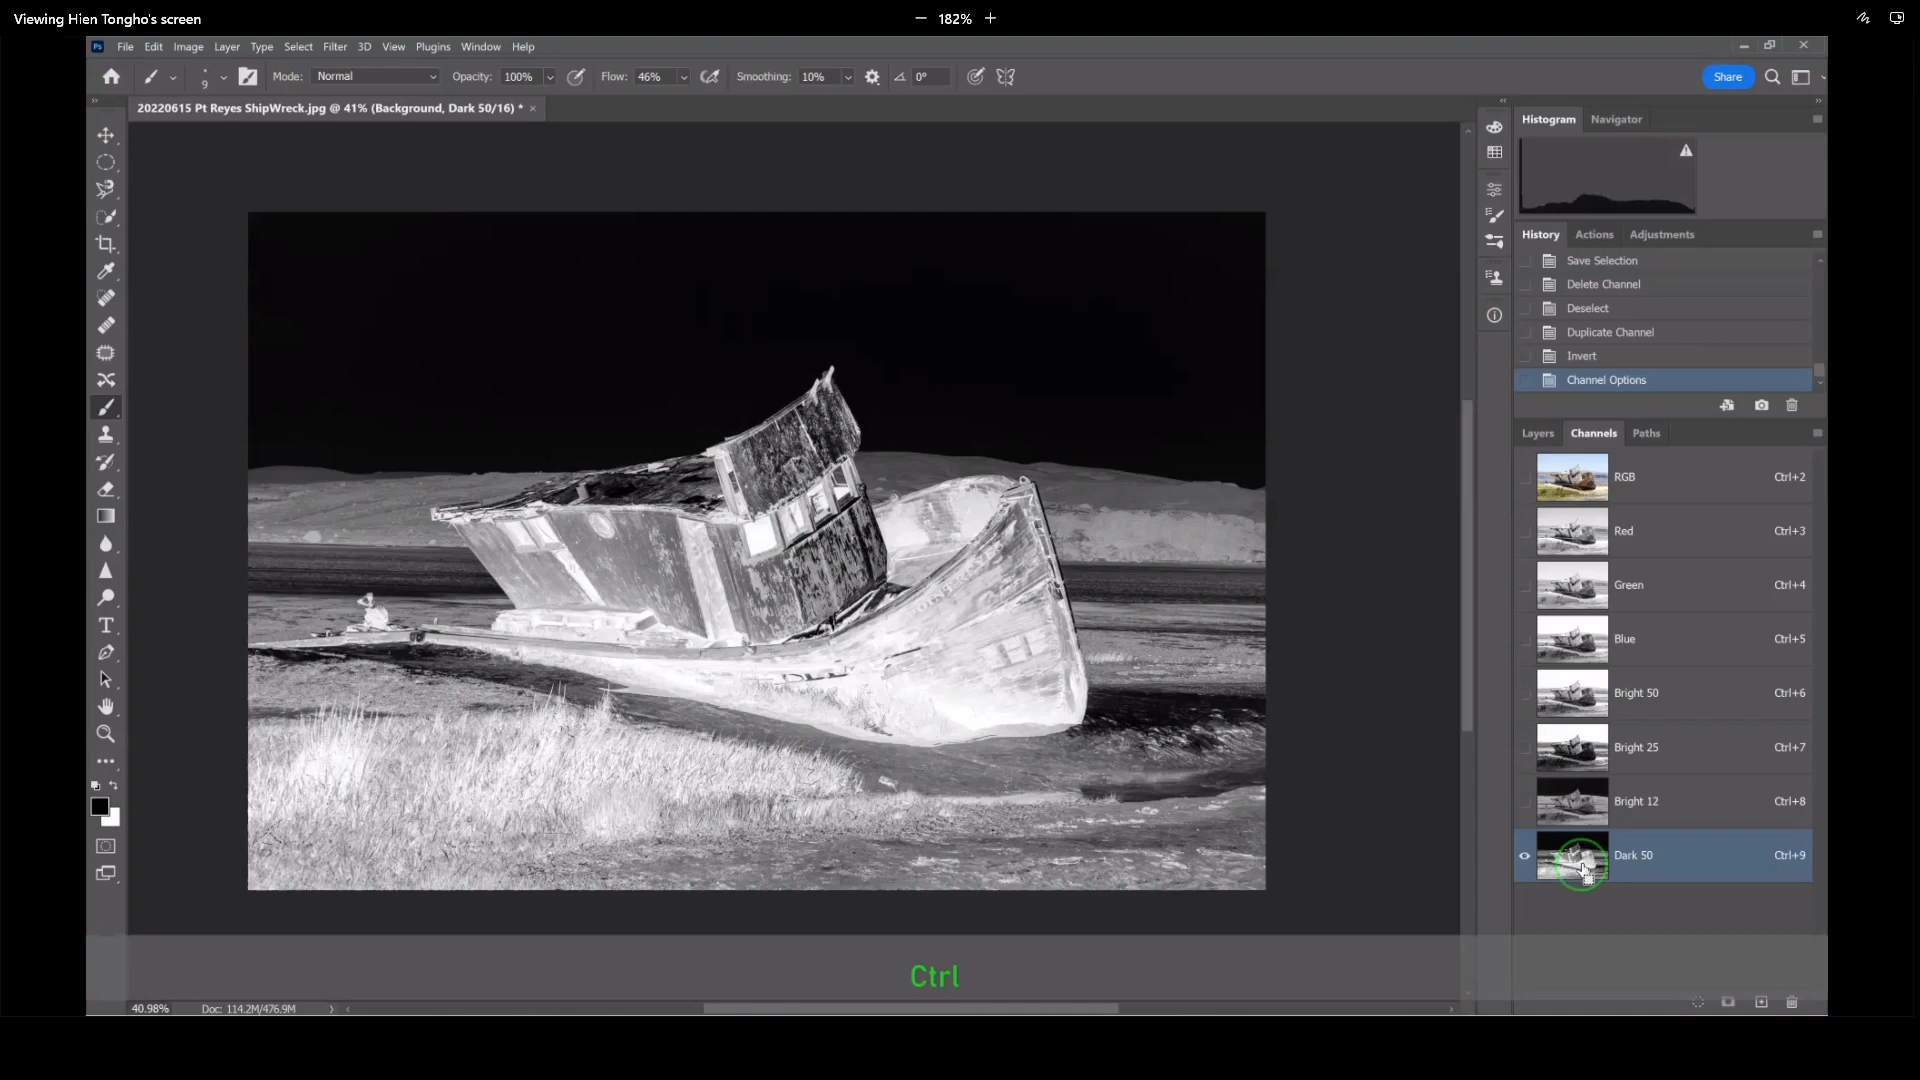 Viewing Hien Tongho's screen
182%
Ps File Edit Image Layer Type Select Filter 3D View Plugins Window Help
9 Mode: Normal Opacity: 100% Flow: 46% Smoothing: 10% 0° Share
20220615 Pt Reyes ShipWreck.jpg @ 41% (Background, Dark 50/16) *
Histogram Navigator
History Actions Adjustments
Save Selection
Delete Channel
Deselect
Duplicate Channel
Invert
Channel Options
Layers Channels Paths
RGB Ctrl+2
Red Ctrl+3
Green Ctrl+4
Blue Ctrl+5
Bright 50 Ctrl+6
Bright 25 Ctrl+7
Bright 12 Ctrl+8
Dark 50 Ctrl+9
Ctrl
40.98% Doc: 114.2M/476.9M